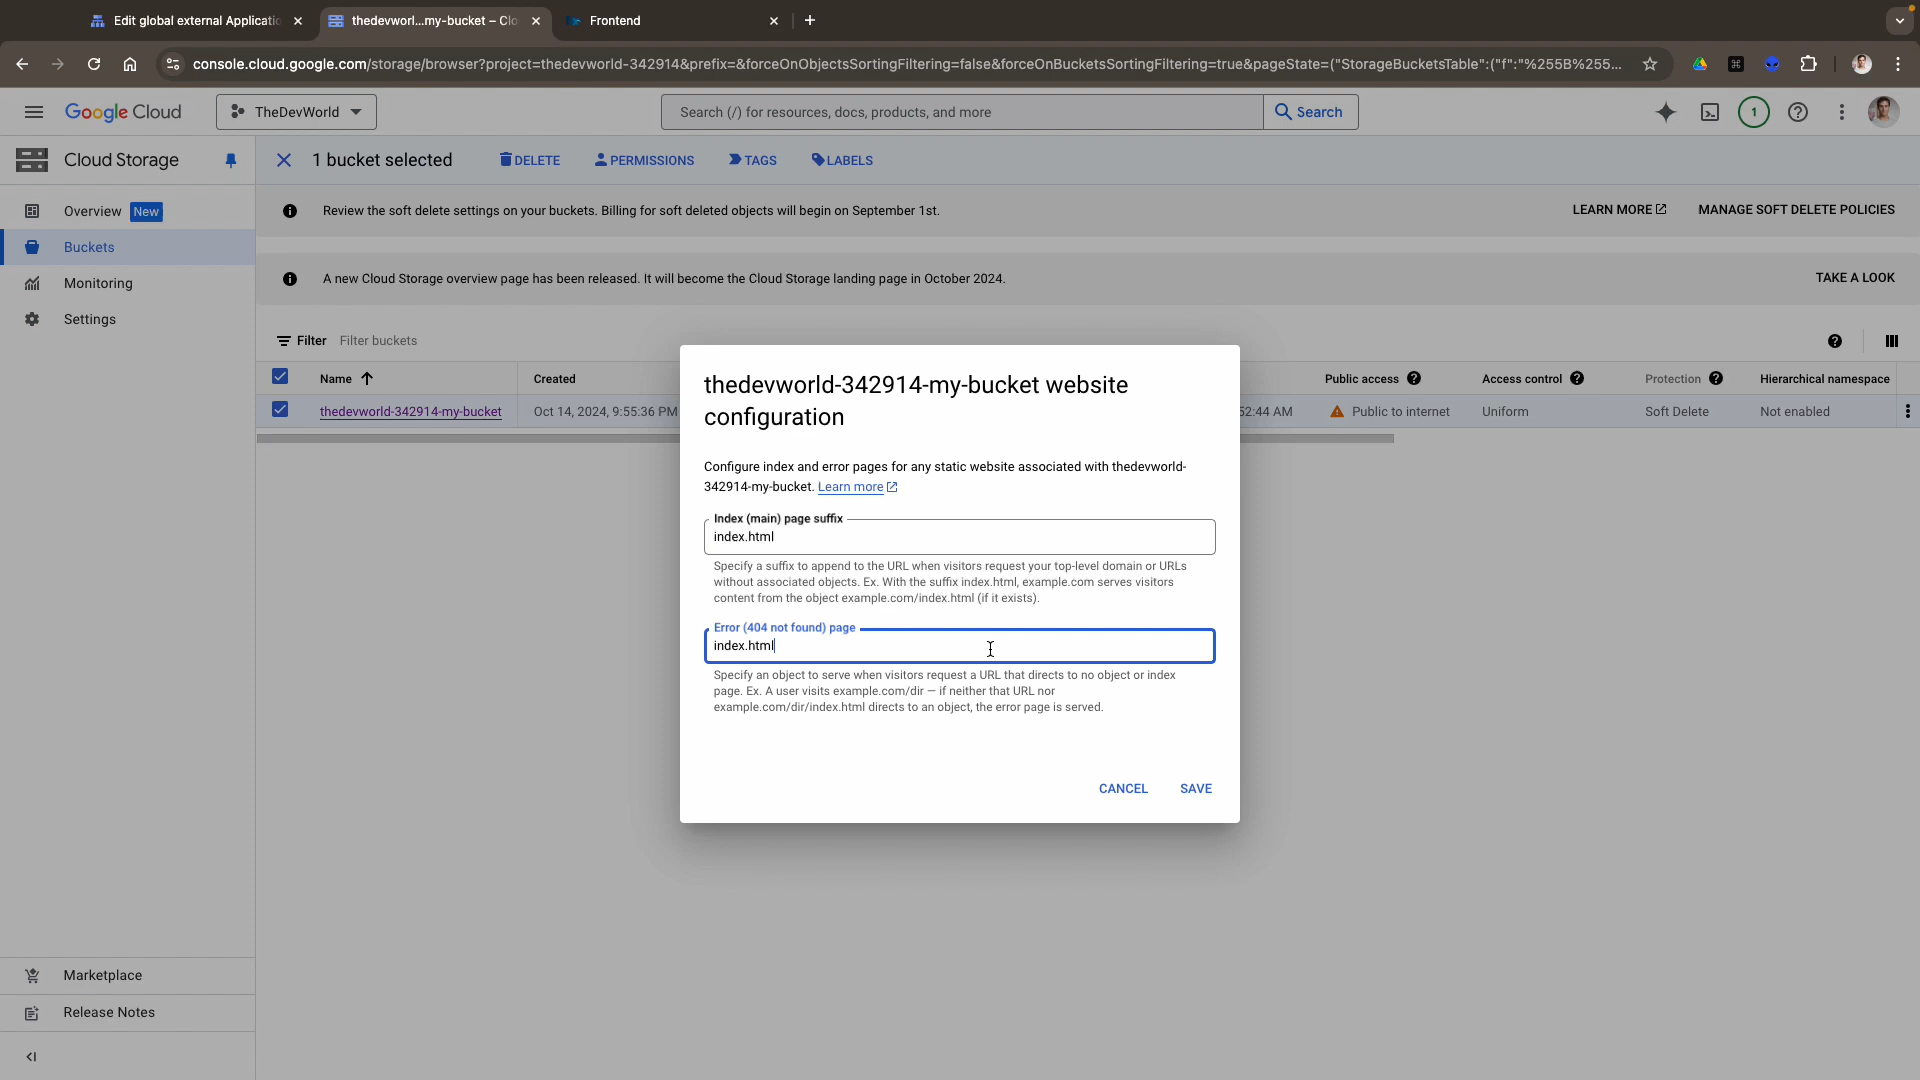 Edit global external Applicatio
thedevworl...my-bucket – Clo
Frontend
console.cloud.google.com/storage/browser?project=thedevworld-342914&prefix=&forceOnObjectsSortingFiltering=false&forceOnBucketsSortingFiltering=true&pageState=("StorageBucketsTable":("f":"%255B%255...
Google Cloud
TheDevWorld
Search (/) for resources, docs, products, and more
Search
1
Cloud Storage
1 bucket selected
DELETE
PERMISSIONS
TAGS
LABELS
Overview New
Buckets
Monitoring
Settings
Review the soft delete settings on your buckets. Billing for soft deleted objects will begin on September 1st.
LEARN MORE
MANAGE SOFT DELETE POLICIES
A new Cloud Storage overview page has been released. It will become the Cloud Storage landing page in October 2024.
TAKE A LOOK
Filter Filter buckets
Name Created Public access Access control Protection Hierarchical namespace
thedevworld-342914-my-bucket Oct 14, 2024, 9:55:36 PM 52:44 AM Public to internet Uniform Soft Delete Not enabled
thedevworld-342914-my-bucket website
configuration
Configure index and error pages for any static website associated with thedevworld-
342914-my-bucket. Learn more
Index (main) page suffix
index.html
Specify a suffix to append to the URL when visitors request your top-level domain or URLs
without associated objects. Ex. With the suffix index.html, example.com serves visitors
content from the object example.com/index.html (if it exists).
Error (404 not found) page
index.html
Specify an object to serve when visitors request a URL that directs to no object or index
page. Ex. A user visits example.com/dir — if neither that URL nor
example.com/dir/index.html directs to an object, the error page is served.
CANCEL
SAVE
Marketplace
Release Notes